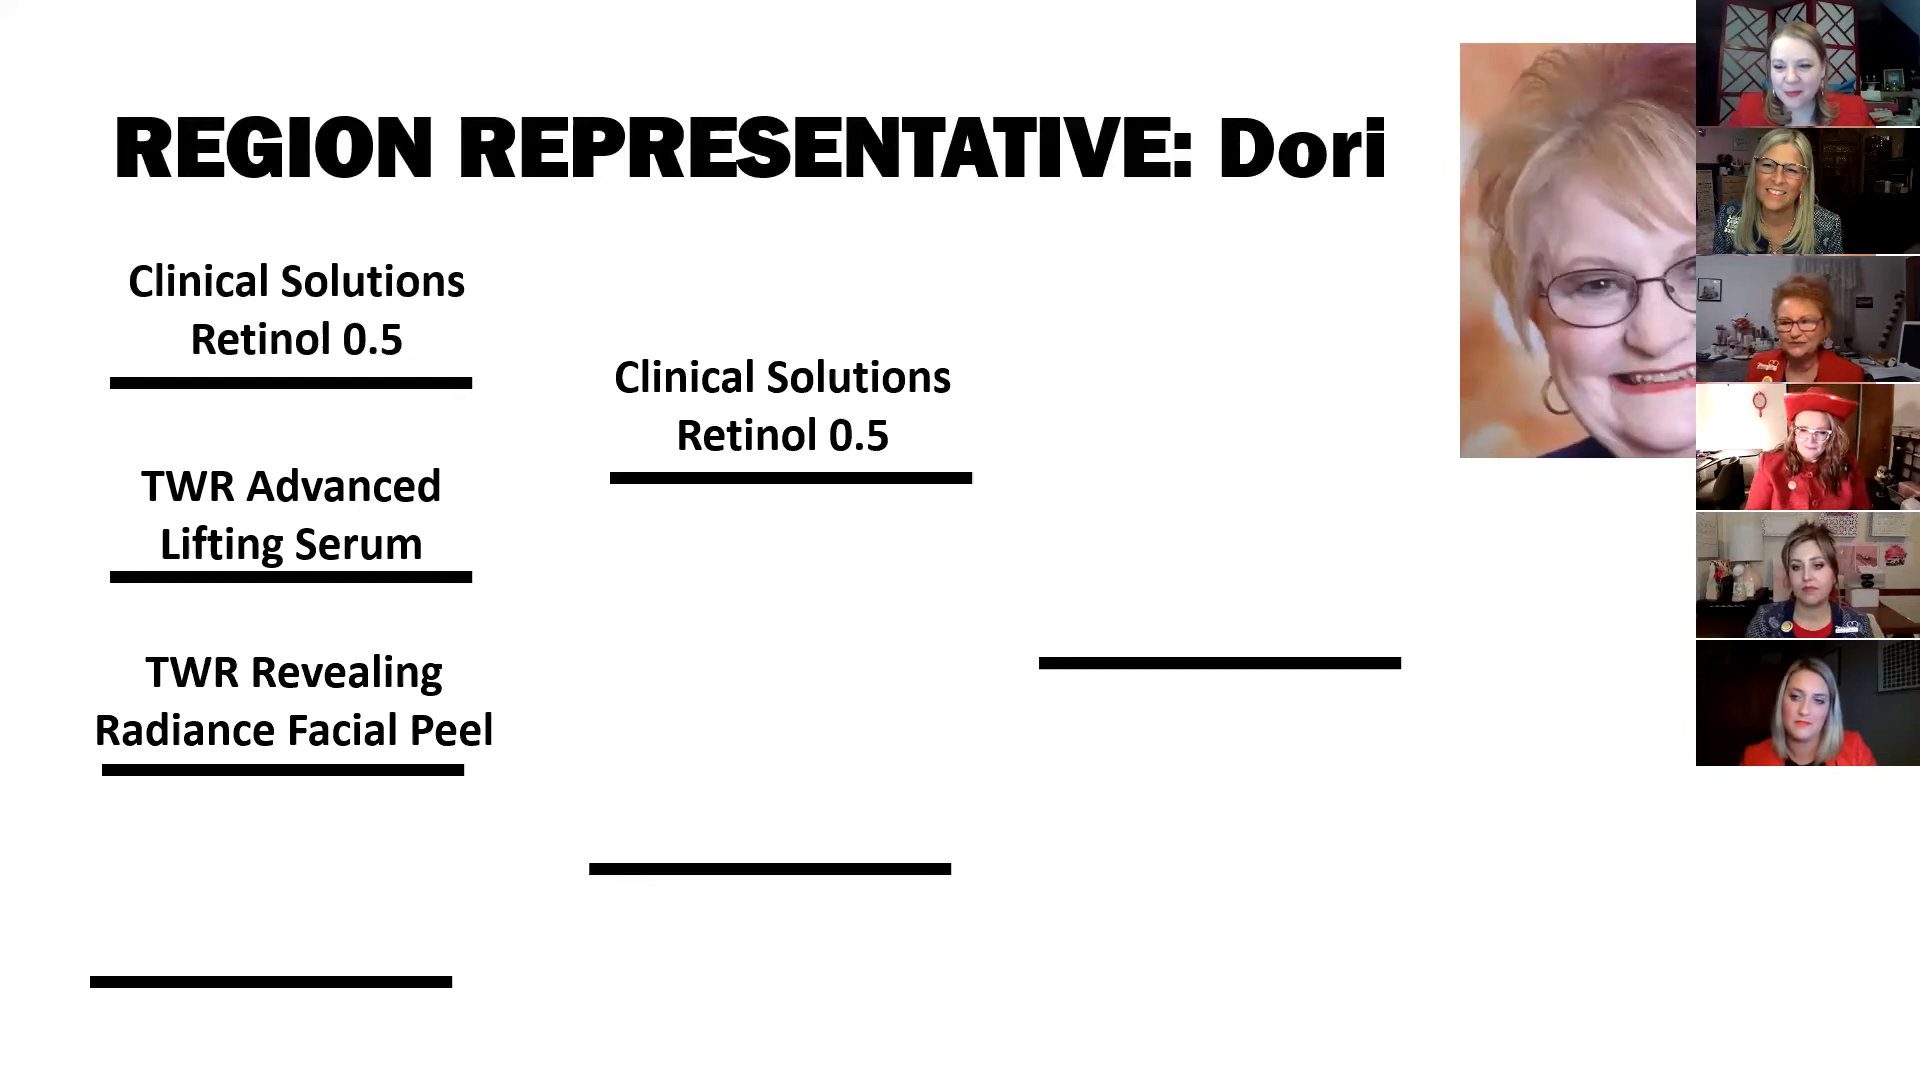 REGION REPRESENTATIVE: Dori
Clinical Solutions
Retinol 0.5
TWR Advanced
Lifting Serum
TWR Revealing
Radiance Facial Peel
Clinical Solutions
Retinol 0.5